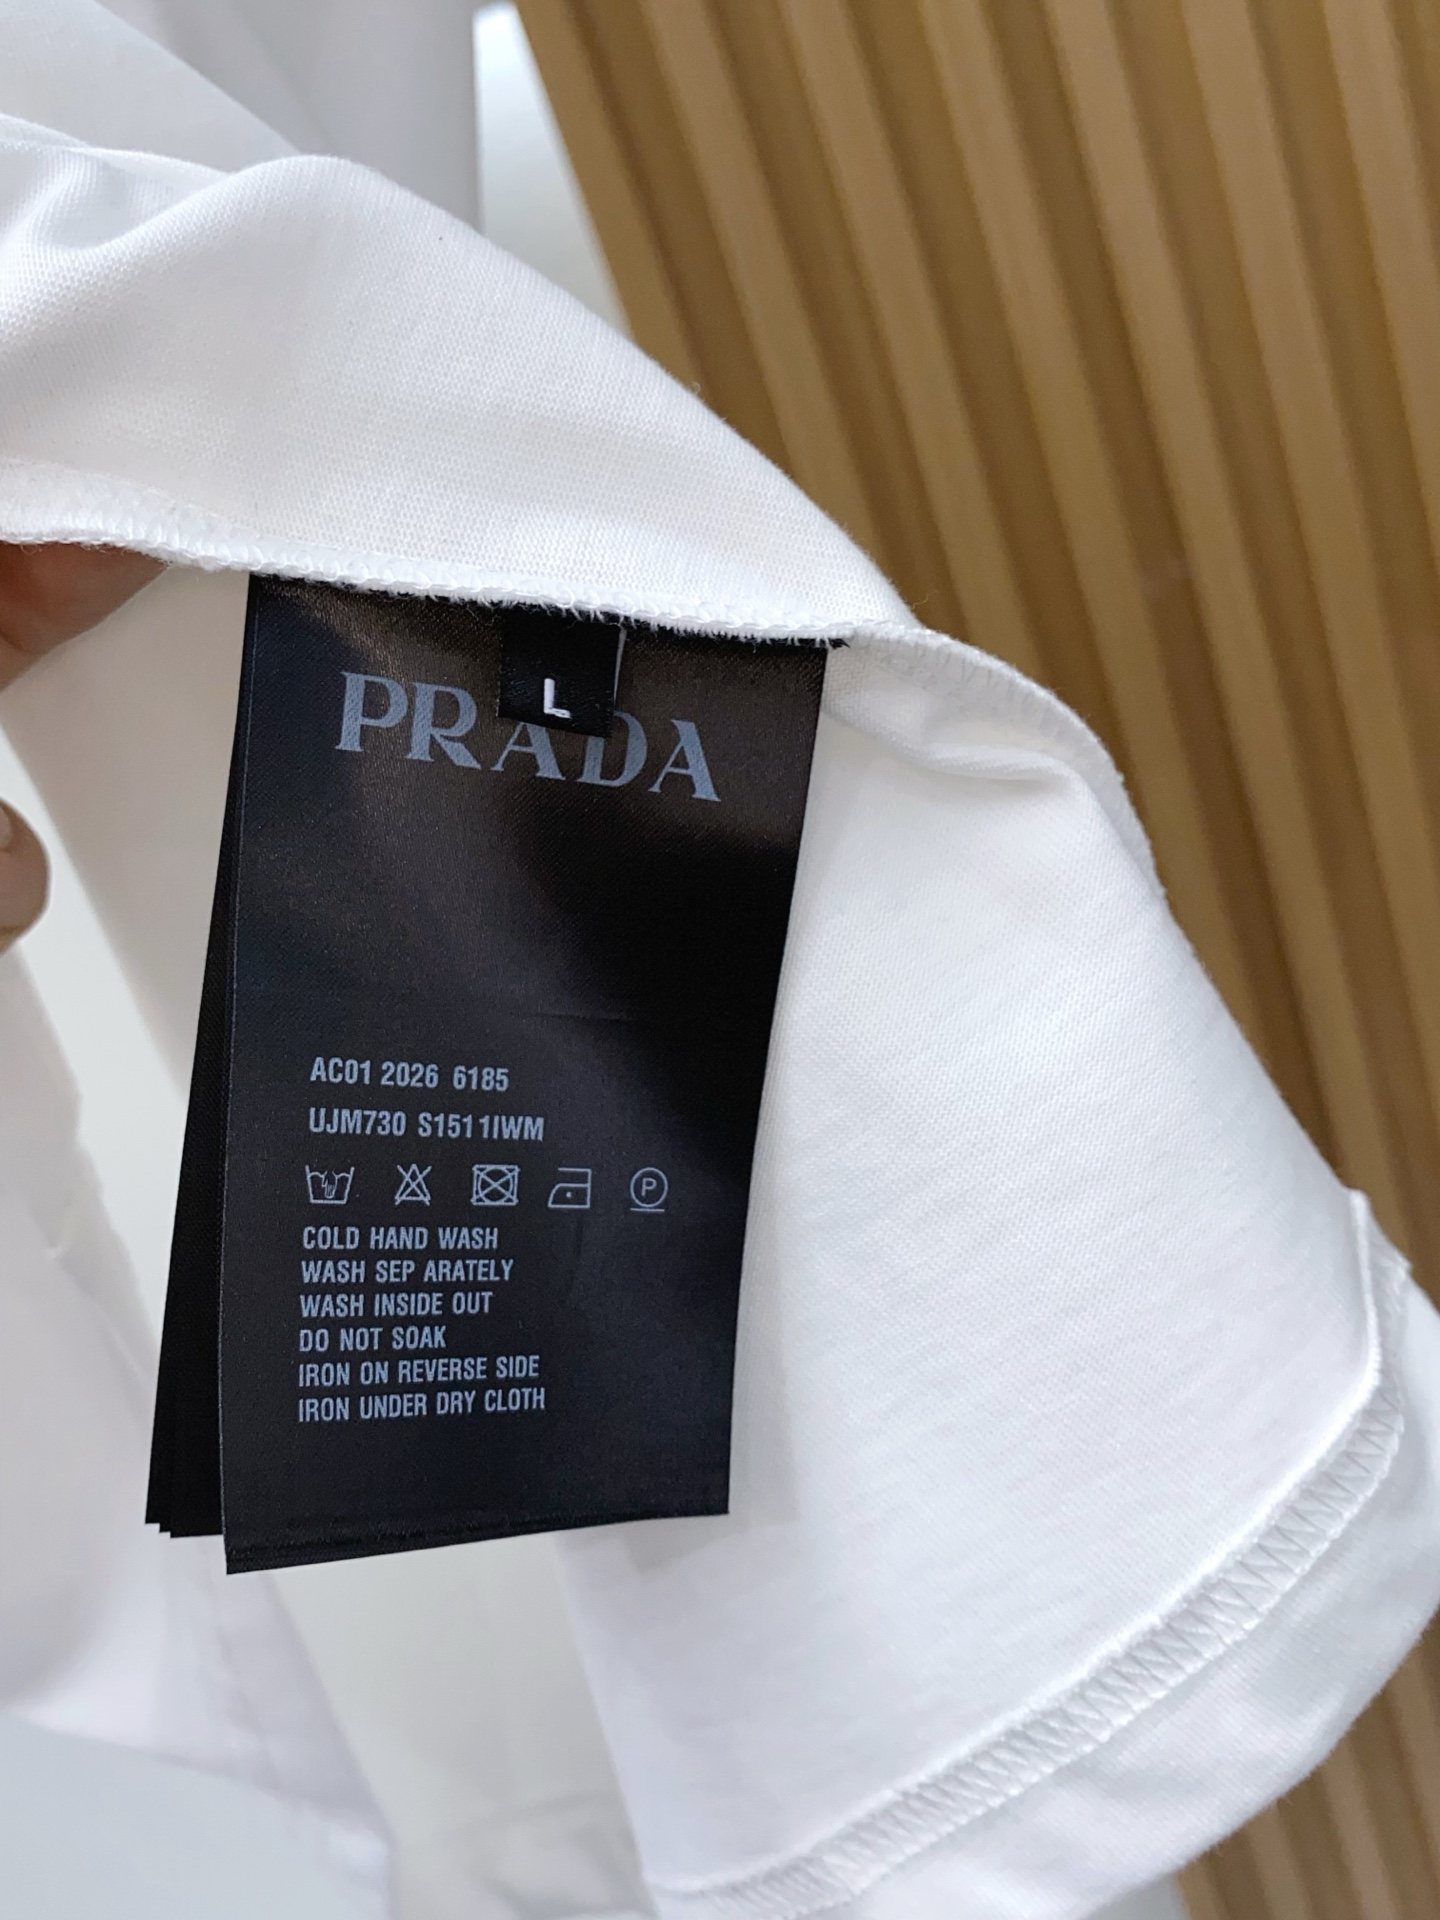 L
PRADA
AC01 2026 6185
UJM730 S1511IWM
P
COLD HAND WASH
WASH SEP ARATELY
WASH INSIDE OUT
DO NOT SOAK
IRON ON REVERSE SIDE
IRON UNDER DRY CLOTH